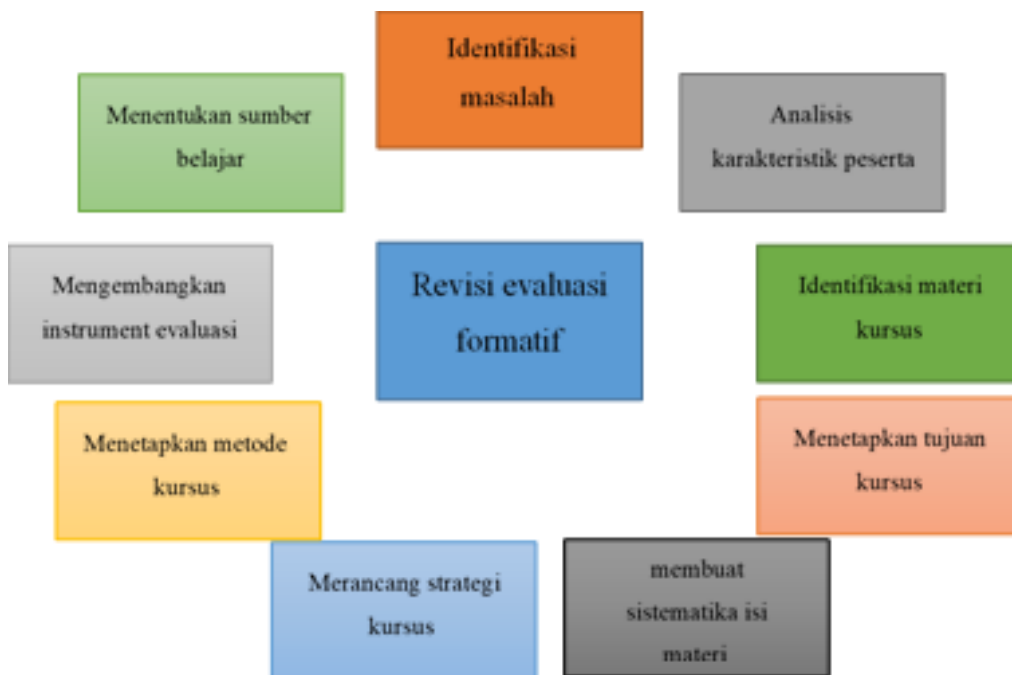 Identifikasi
masalah
Analisis
karakteristik peserta
Identifikasi materi
kursus
Menetapkan tujuan
kursus
membuat
sistematika isi
materi
Merancang strategi
kursus
Menetapkan metode
kursus
Mengembangkan
instrument evaluasi
Menentukan sumber
belajar
Revisi evaluasi
formatif